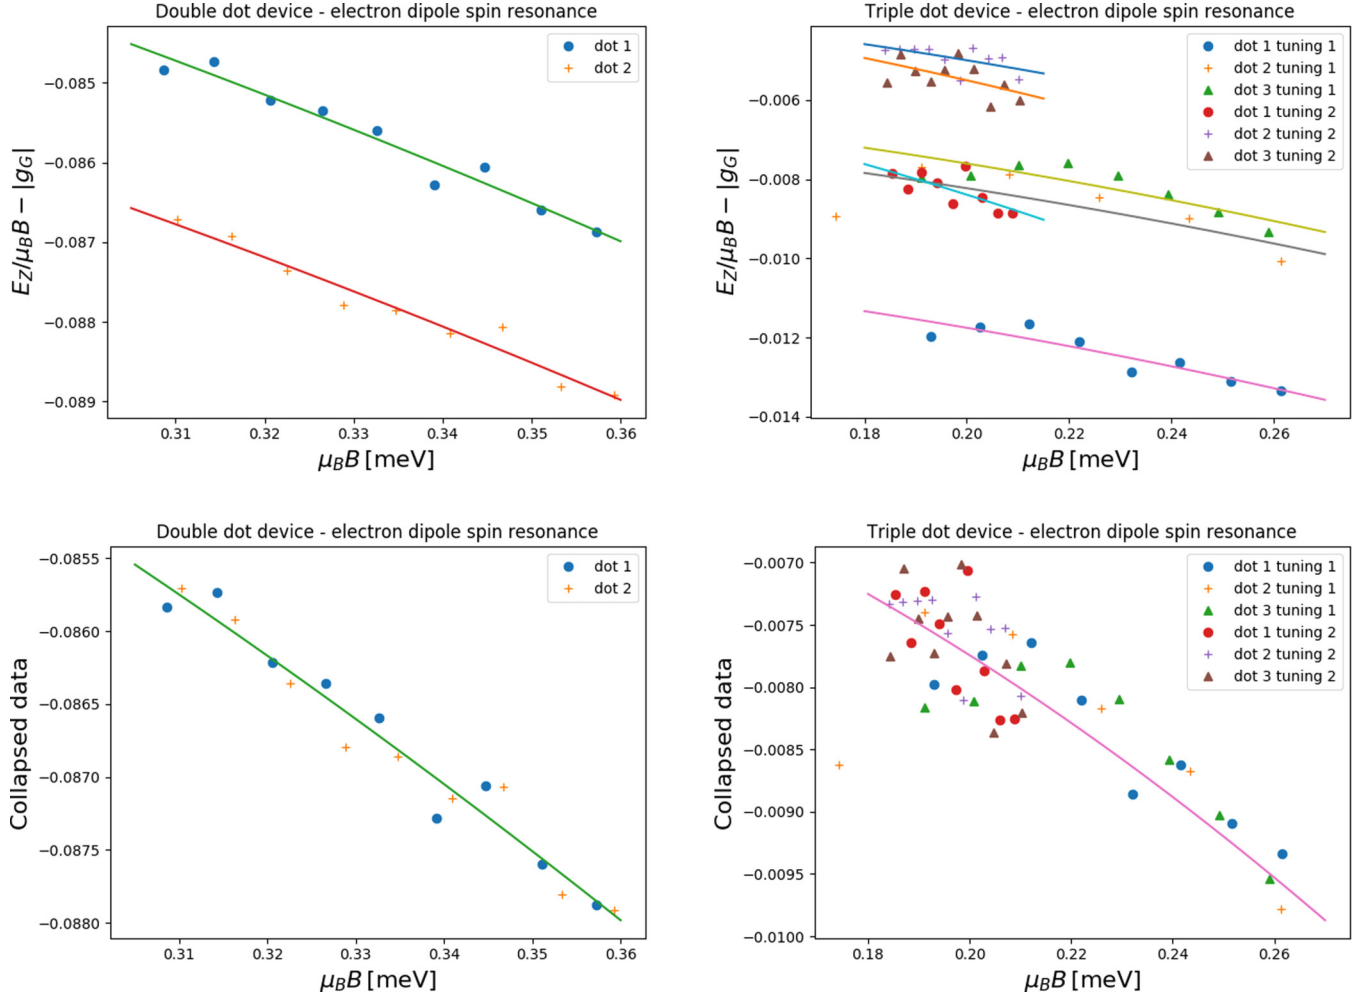 Double dot device - electron dipole spin resonance
dot 1
dot 2
−0.085
−0.086
−0.087
−0.088
−0.089
E_Z/μ_B B − |g_G|
0.31 0.32 0.33 0.34 0.35 0.36
μ_B B [meV]
Triple dot device - electron dipole spin resonance
dot 1 tuning 1
dot 2 tuning 1
dot 3 tuning 1
dot 1 tuning 2
dot 2 tuning 2
dot 3 tuning 2
−0.006
−0.008
−0.010
−0.012
−0.014
E_Z/μ_B B − |g_G|
0.18 0.20 0.22 0.24 0.26
μ_B B [meV]
Double dot device - electron dipole spin resonance
dot 1
dot 2
−0.0855
−0.0860
−0.0865
−0.0870
−0.0875
−0.0880
Collapsed data
0.31 0.32 0.33 0.34 0.35 0.36
μ_B B [meV]
Triple dot device - electron dipole spin resonance
dot 1 tuning 1
dot 2 tuning 1
dot 3 tuning 1
dot 1 tuning 2
dot 2 tuning 2
dot 3 tuning 2
−0.0070
−0.0075
−0.0080
−0.0085
−0.0090
−0.0095
−0.0100
Collapsed data
0.18 0.20 0.22 0.24 0.26
μ_B B [meV]